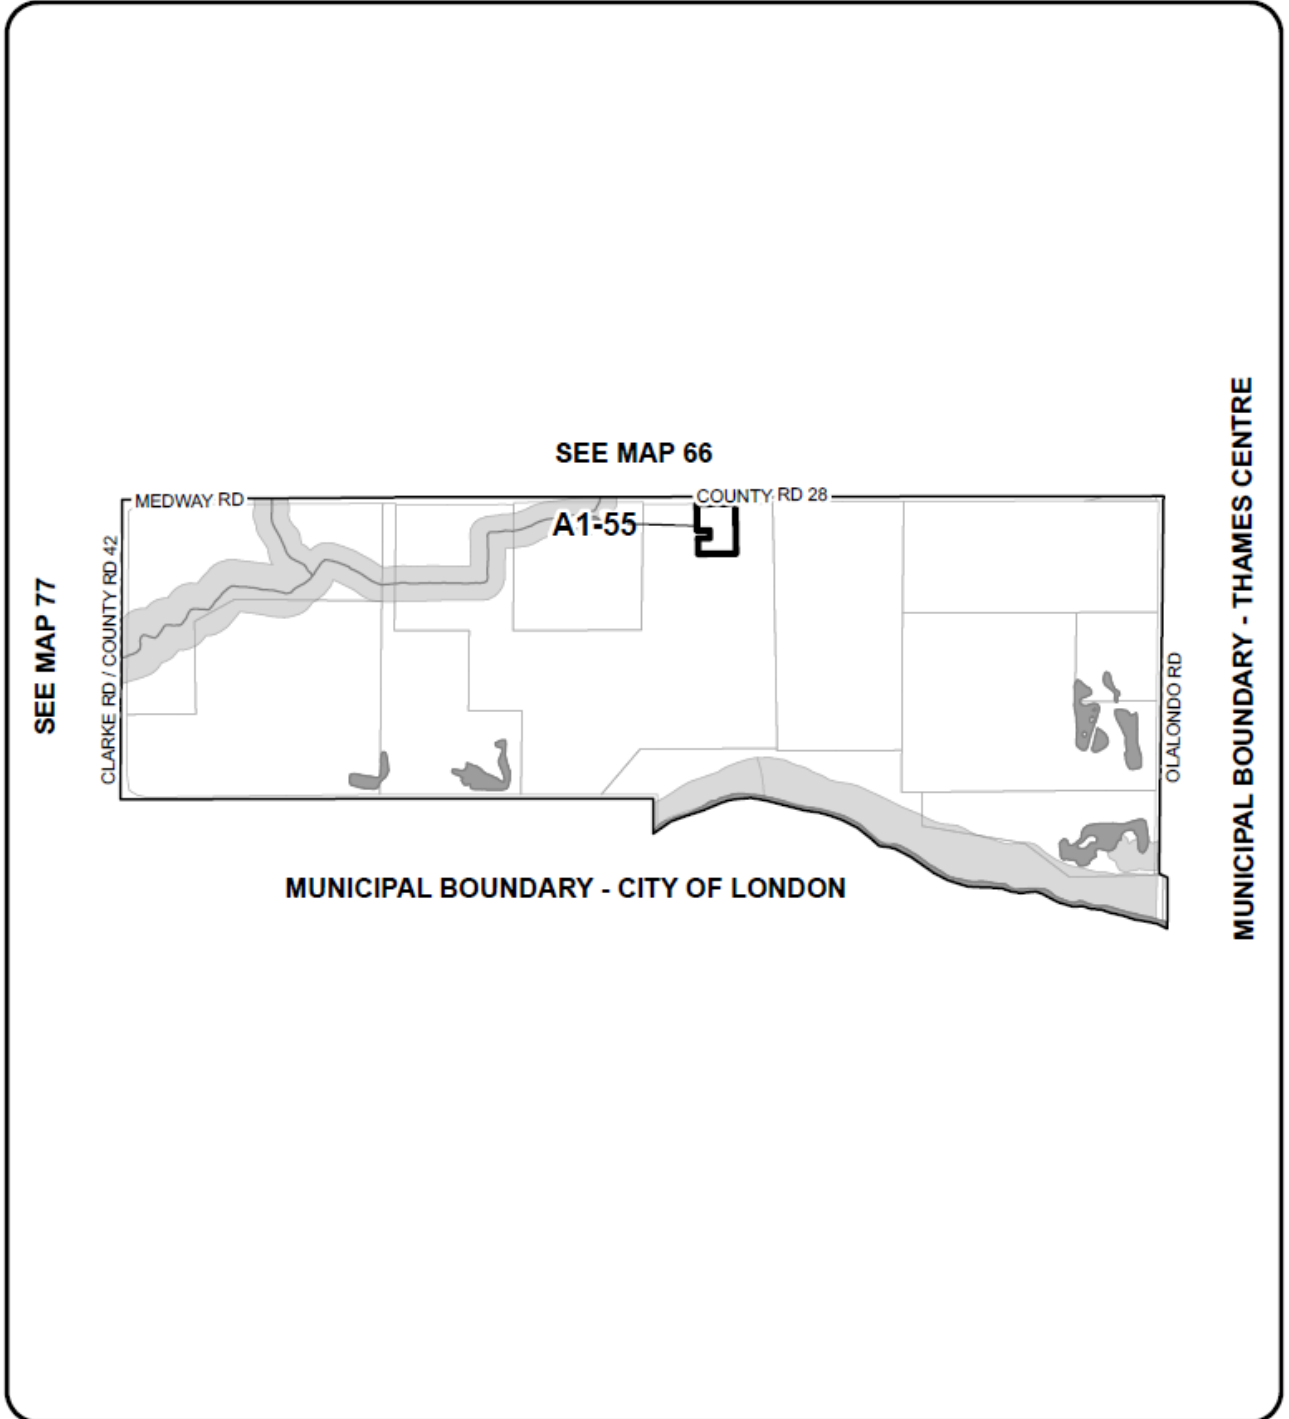 SEE MAP 66
MEDWAY RD
COUNTY RD 28
A1-55
SEE MAP 77
CLARKE RD / COUNTY RD 42
OLALONDO RD
MUNICIPAL BOUNDARY - THAMES CENTRE
MUNICIPAL BOUNDARY - CITY OF LONDON